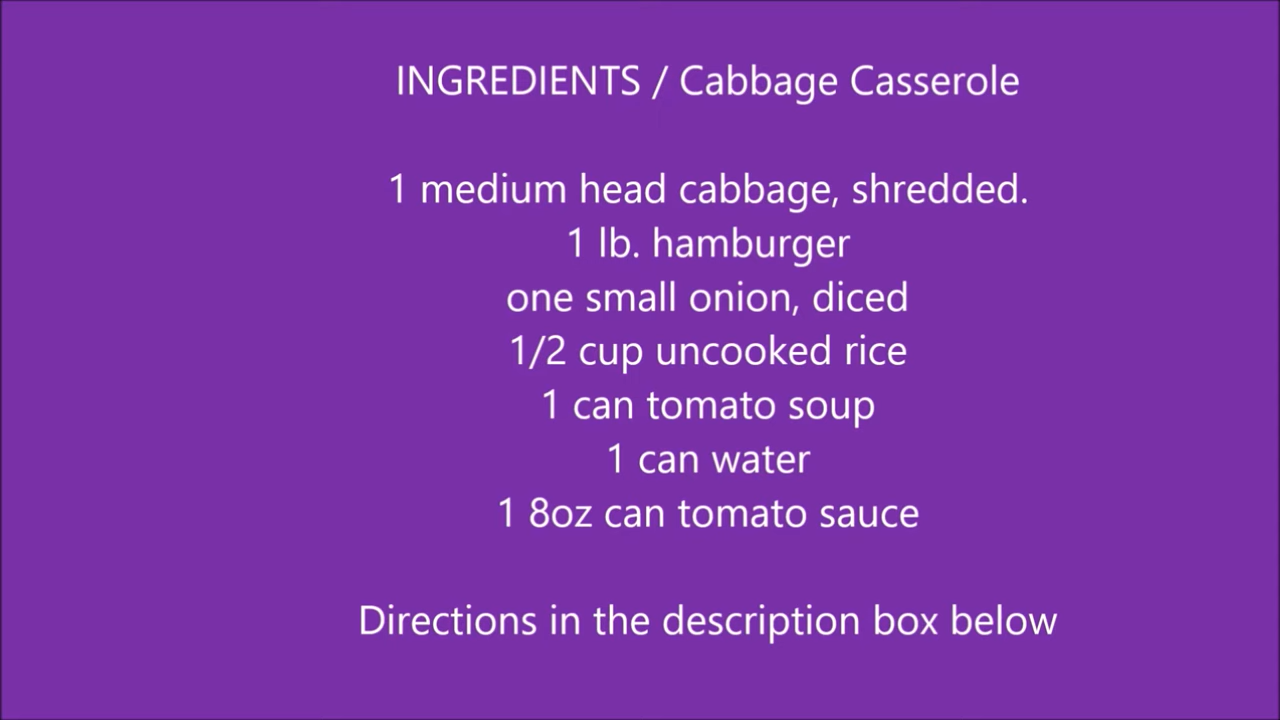 INGREDIENTS / Cabbage Casserole
1 medium head cabbage, shredded.
1 lb. hamburger
one small onion, diced
1/2 cup uncooked rice
1 can tomato soup
1 can water
1 8oz can tomato sauce
Directions in the description box below